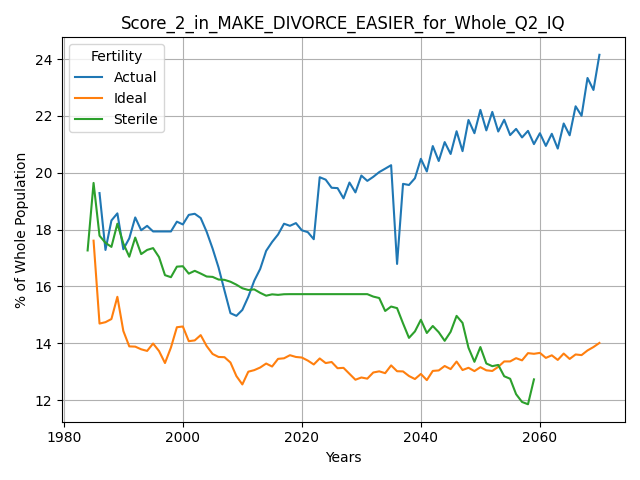 Score_2_in_MAKE_DIVORCE_EASIER_for_Whole_Q2_IQ
Fertility
Actual
Ideal
Sterile
% of Whole Population
24
22
20
18
16
14
12
1980
2000
2020
2040
2060
Years